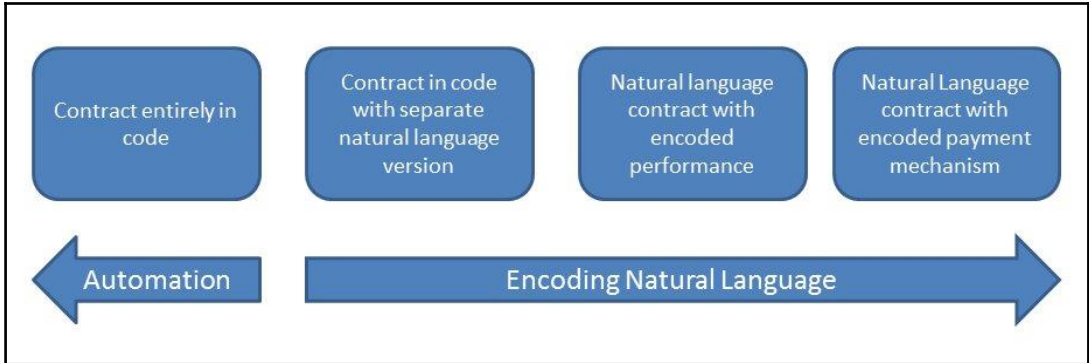 Contract entirely in
code
Contract in code
with separate
natural language
version
Natural language
contract with
encoded
performance
Natural Language
contract with
encoded payment
mechanism
Automation
Encoding Natural Language